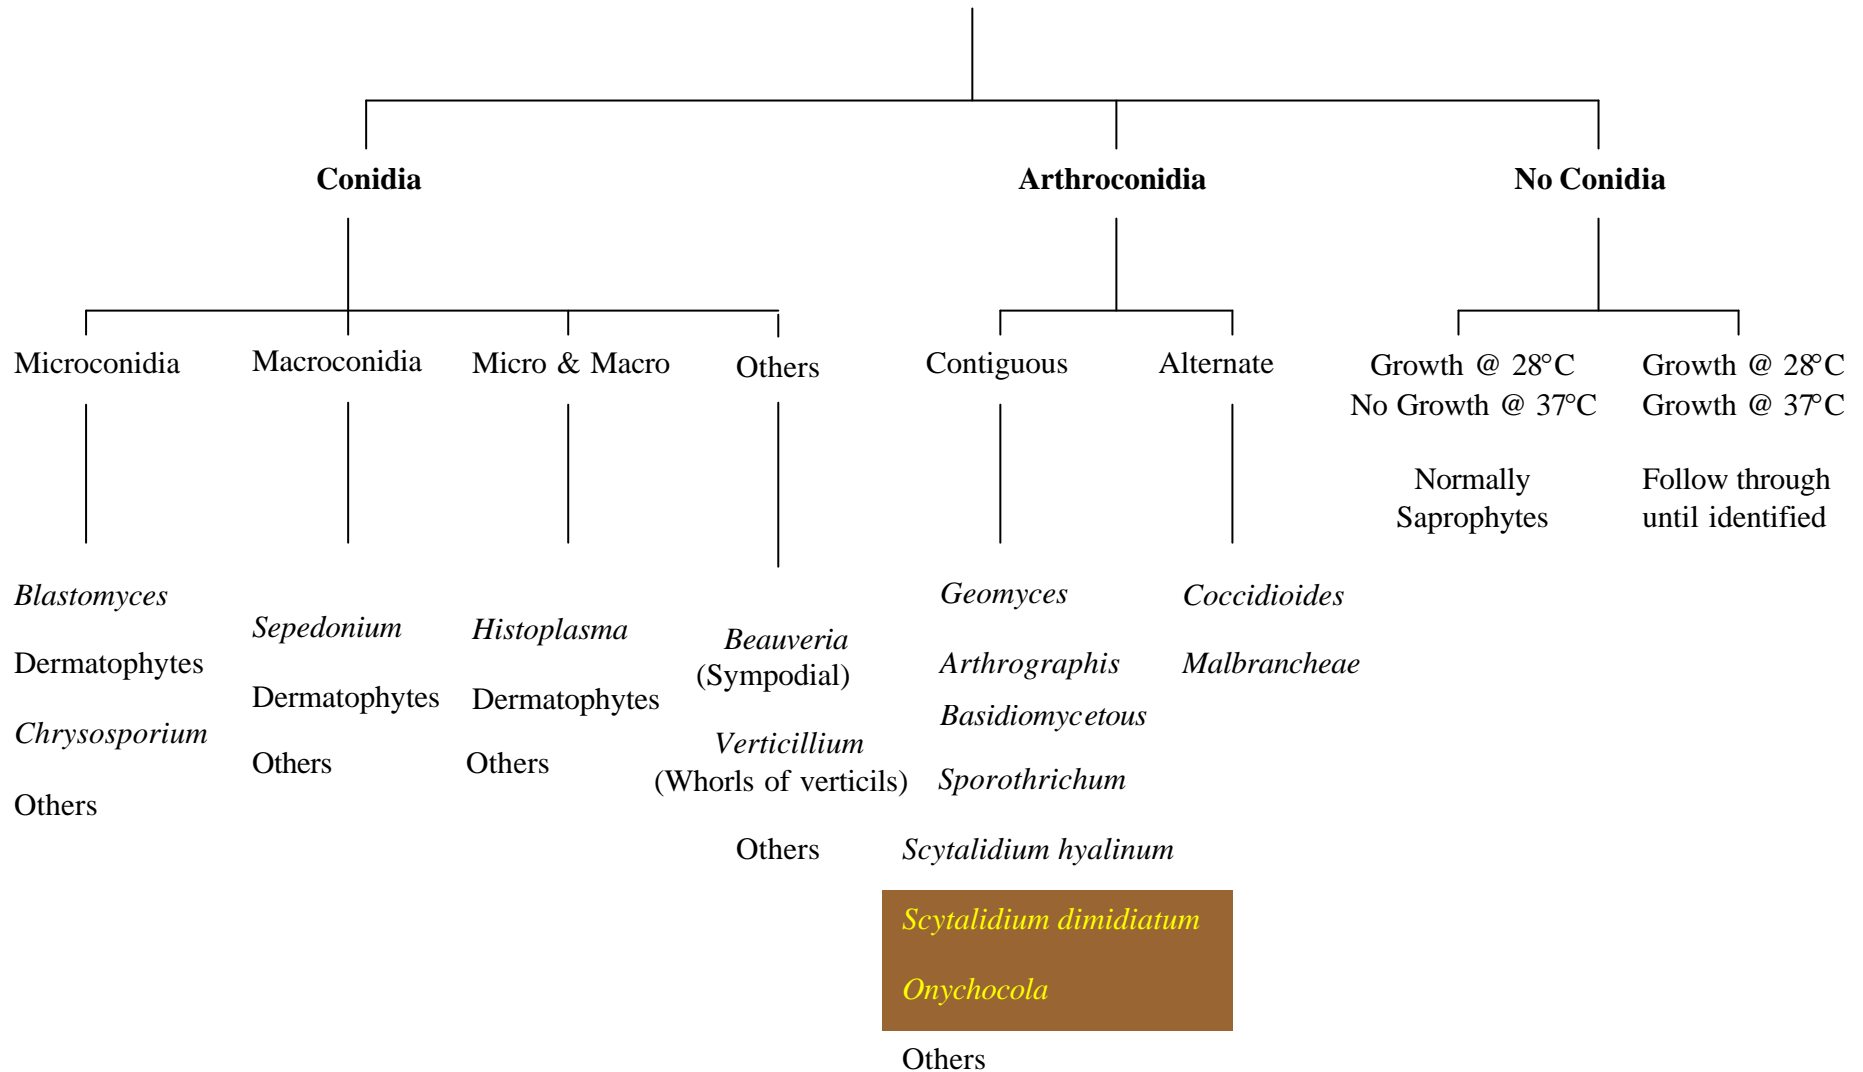 Conidia
Arthroconidia
No Conidia
Microconidia
Macroconidia
Micro & Macro
Others
Contiguous
Alternate
Growth @ 28°C
No Growth @ 37°C
Growth @ 28°C
Growth @ 37°C
Normally
Saprophytes
Follow through
until identified
Blastomyces
Dermatophytes
Chrysosporium
Others
Sepedonium
Dermatophytes
Others
Histoplasma
Dermatophytes
Others
Beauveria
(Sympodial)
Verticillium
(Whorls of verticils)
Others
Geomyces
Arthrographis
Basidiomycetous
Sporothrichum
Scytalidium hyalinum
Scytalidium dimidiatum
Onychocola
Others
Coccidioides
Malbrancheae